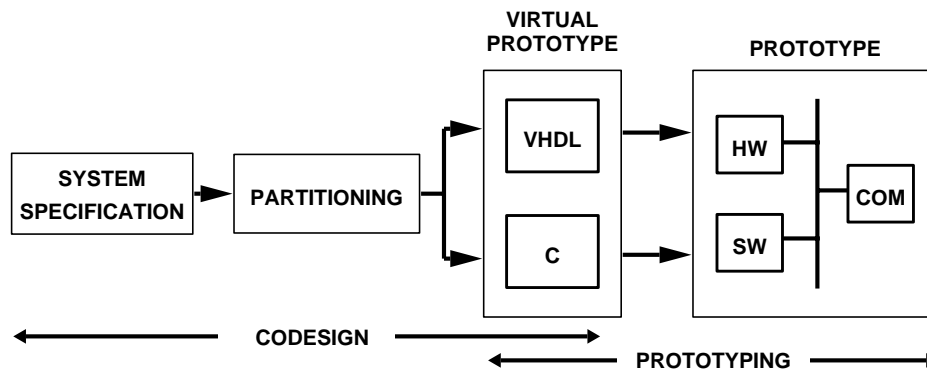 VIRTUAL
PROTOTYPE
PROTOTYPE
VHDL
HW
SYSTEM
SPECIFICATION
PARTITIONING
COM
C
SW
CODESIGN
PROTOTYPING